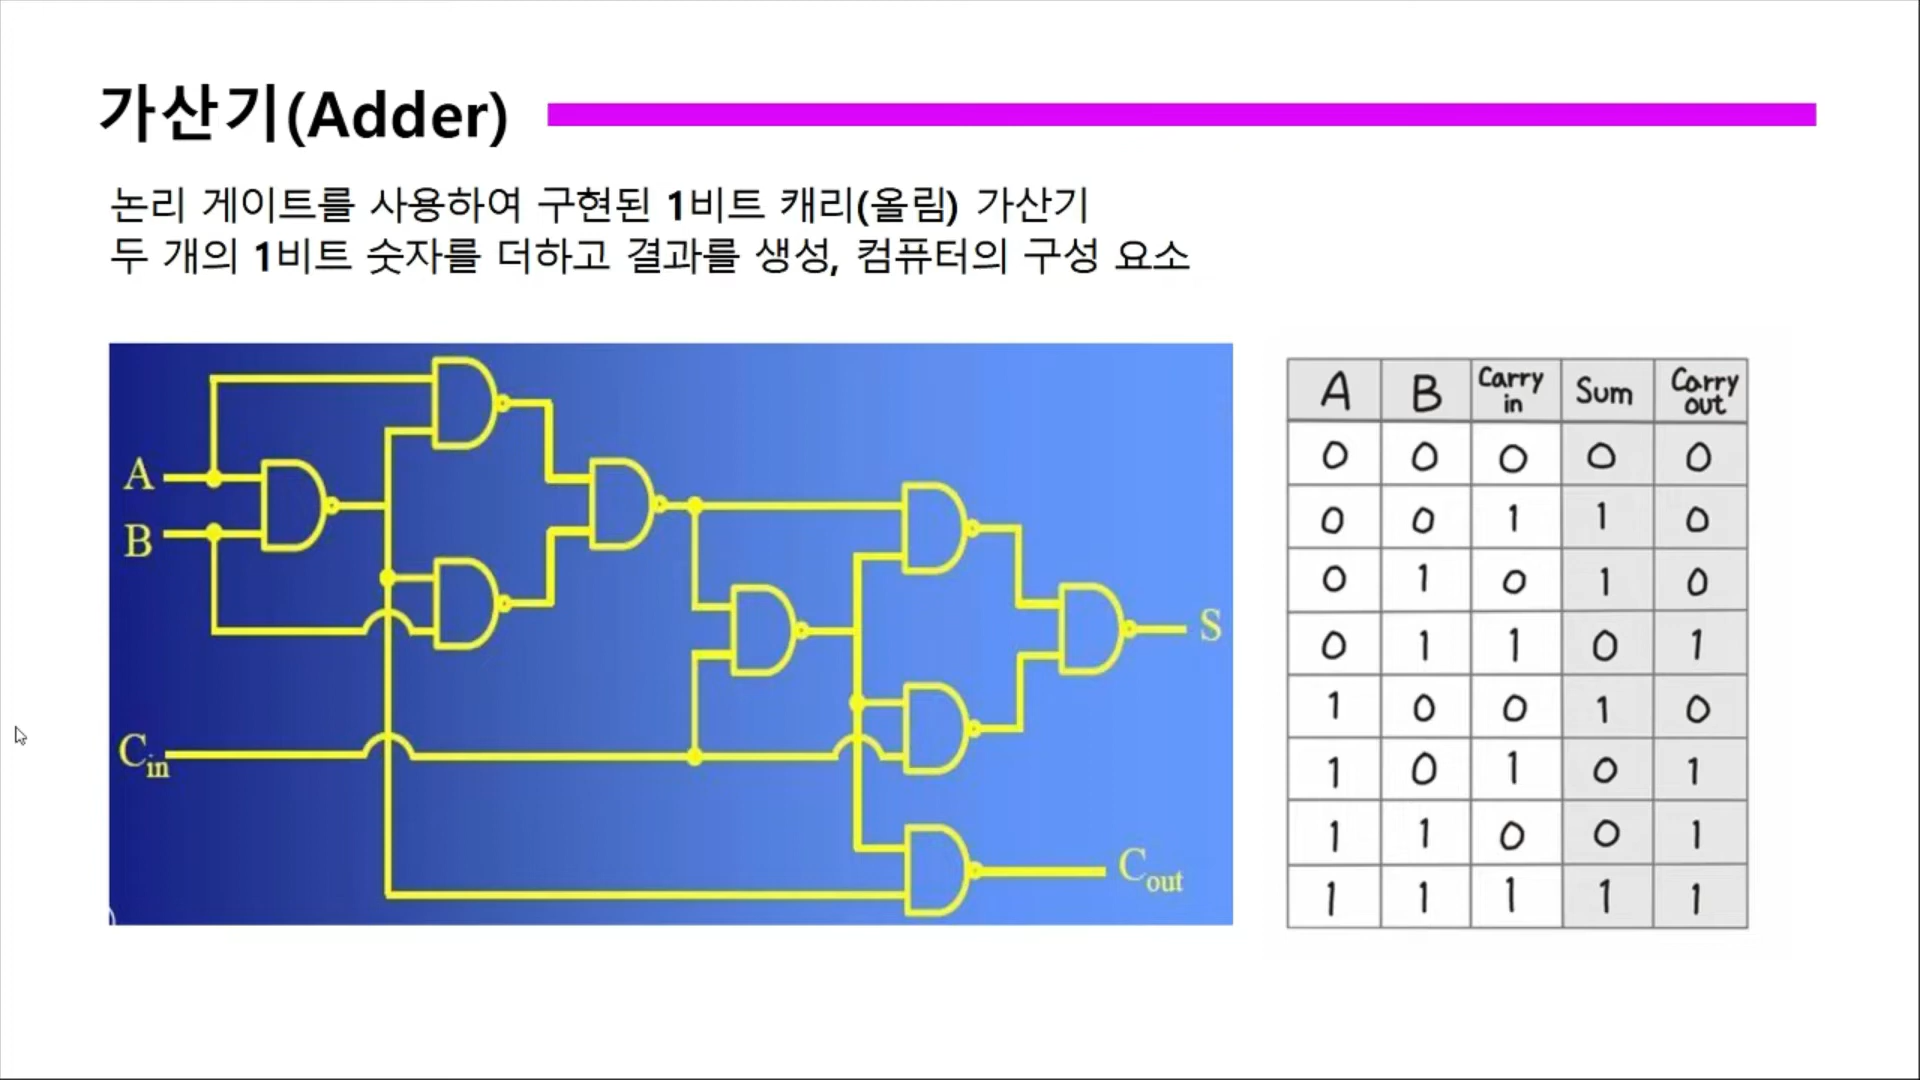 가산기(Adder)
논리 게이트를 사용하여 구현된 1비트 캐리(올림) 가산기
두 개의 1비트 숫자를 더하고 결과를 생성, 컴퓨터의 구성 요소
A
B
Cin
S
Cout
A B Carry in Sum Carry out
0 0 0 0 0
0 0 1 1 0
0 1 0 1 0
0 1 1 0 1
1 0 0 1 0
1 0 1 0 1
1 1 0 0 1
1 1 1 1 1